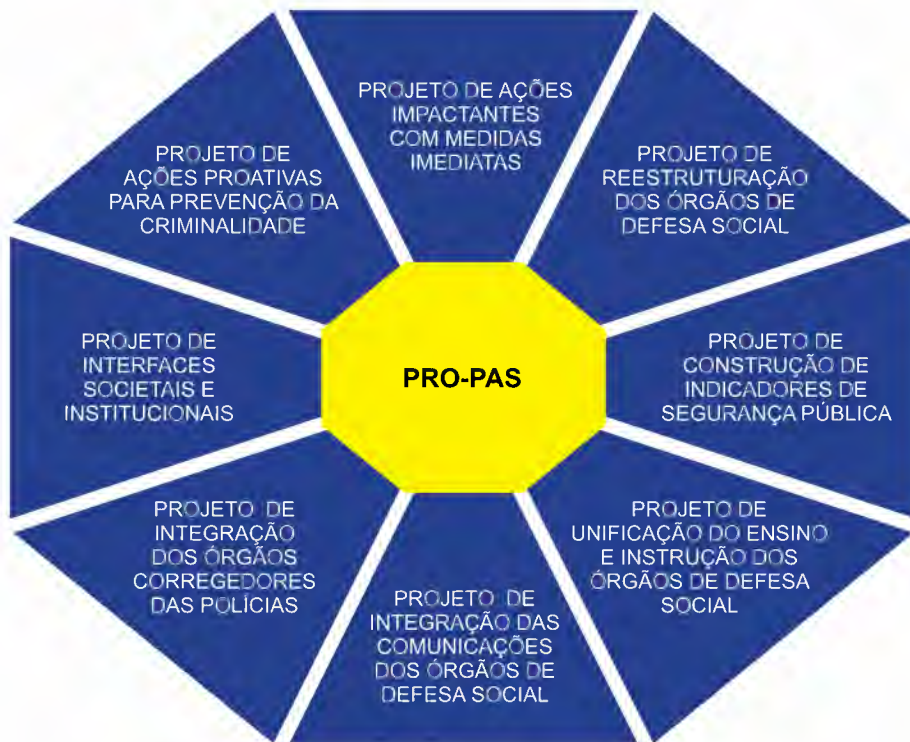 PROJETO DE AÇÕES
IMPACTANTES
COM MEDIDAS
IMEDIATAS
PROJETO DE
REESTRUTURAÇÃO
DOS ÓRGÃOS DE
DEFESA SOCIAL
PROJETO DE
CONSTRUÇÃO DE
INDICADORES DE
SEGURANÇA PÚBLICA
PROJETO DE
UNIFICAÇÃO DO ENSINO
E INSTRUÇÃO DOS
ÓRGÃOS DE DEFESA
SOCIAL
PROJETO DE
INTEGRAÇÃO DAS
COMUNICAÇÕES
DOS ÓRGÃOS DE
DEFESA SOCIAL
PROJETO DE
INTEGRAÇÃO
DOS ÓRGÃOS
CORREGEDORES
DAS POLÍCIAS
PROJETO DE
INTERFACES
SOCIETAIS E
INSTITUCIONAIS
PROJETO DE
AÇÕES PROATIVAS
PARA PREVENÇÃO DA
CRIMINALIDADE
PRO-PAS